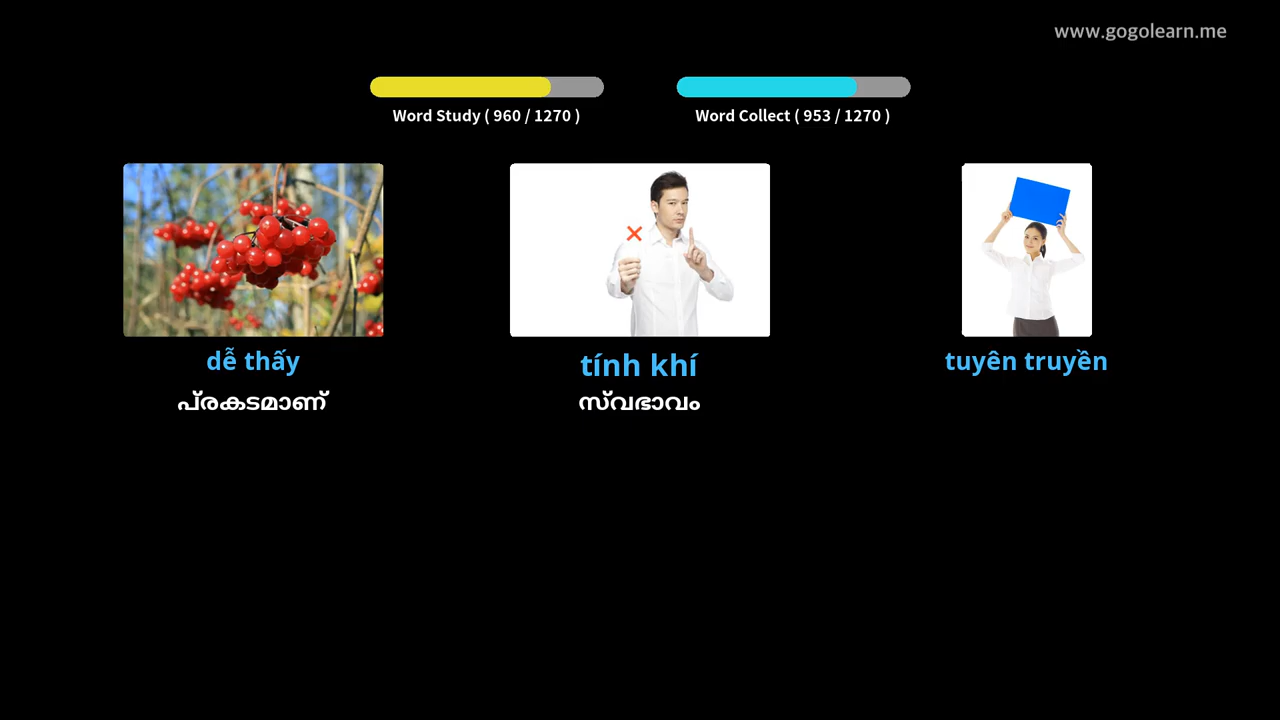 www.gogolearn.me
Word Study ( 960 / 1270 )
Word Collect ( 953 / 1270 )
dễ thấy
tính khí
tuyên truyền
പ്രകടമാണ്
സ്വഭാവം